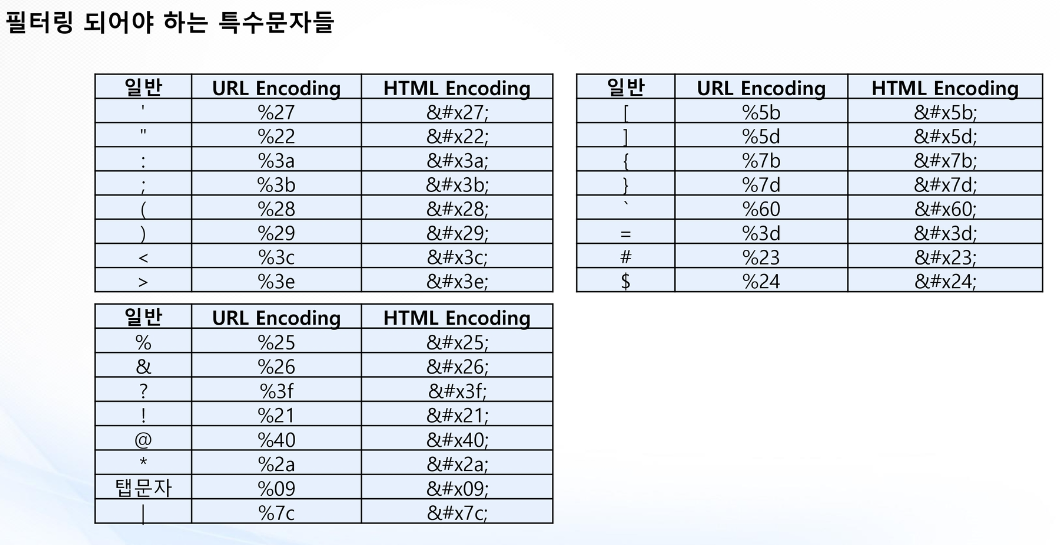 필터링 되어야 하는 특수문자들
일반 URL Encoding HTML Encoding
' %27 &#x27;
" %22 &#x22;
: %3a &#x3a;
; %3b &#x3b;
( %28 &#x28;
) %29 &#x29;
< %3c &#x3c;
> %3e &#x3e;
일반 URL Encoding HTML Encoding
[ %5b &#x5b;
] %5d &#x5d;
{ %7b &#x7b;
} %7d &#x7d;
` %60 &#x60;
= %3d &#x3d;
# %23 &#x23;
$ %24 &#x24;
일반 URL Encoding HTML Encoding
% %25 &#x25;
& %26 &#x26;
? %3f &#x3f;
! %21 &#x21;
@ %40 &#x40;
* %2a &#x2a;
탭문자 %09 &#x09;
| %7c &#x7c;